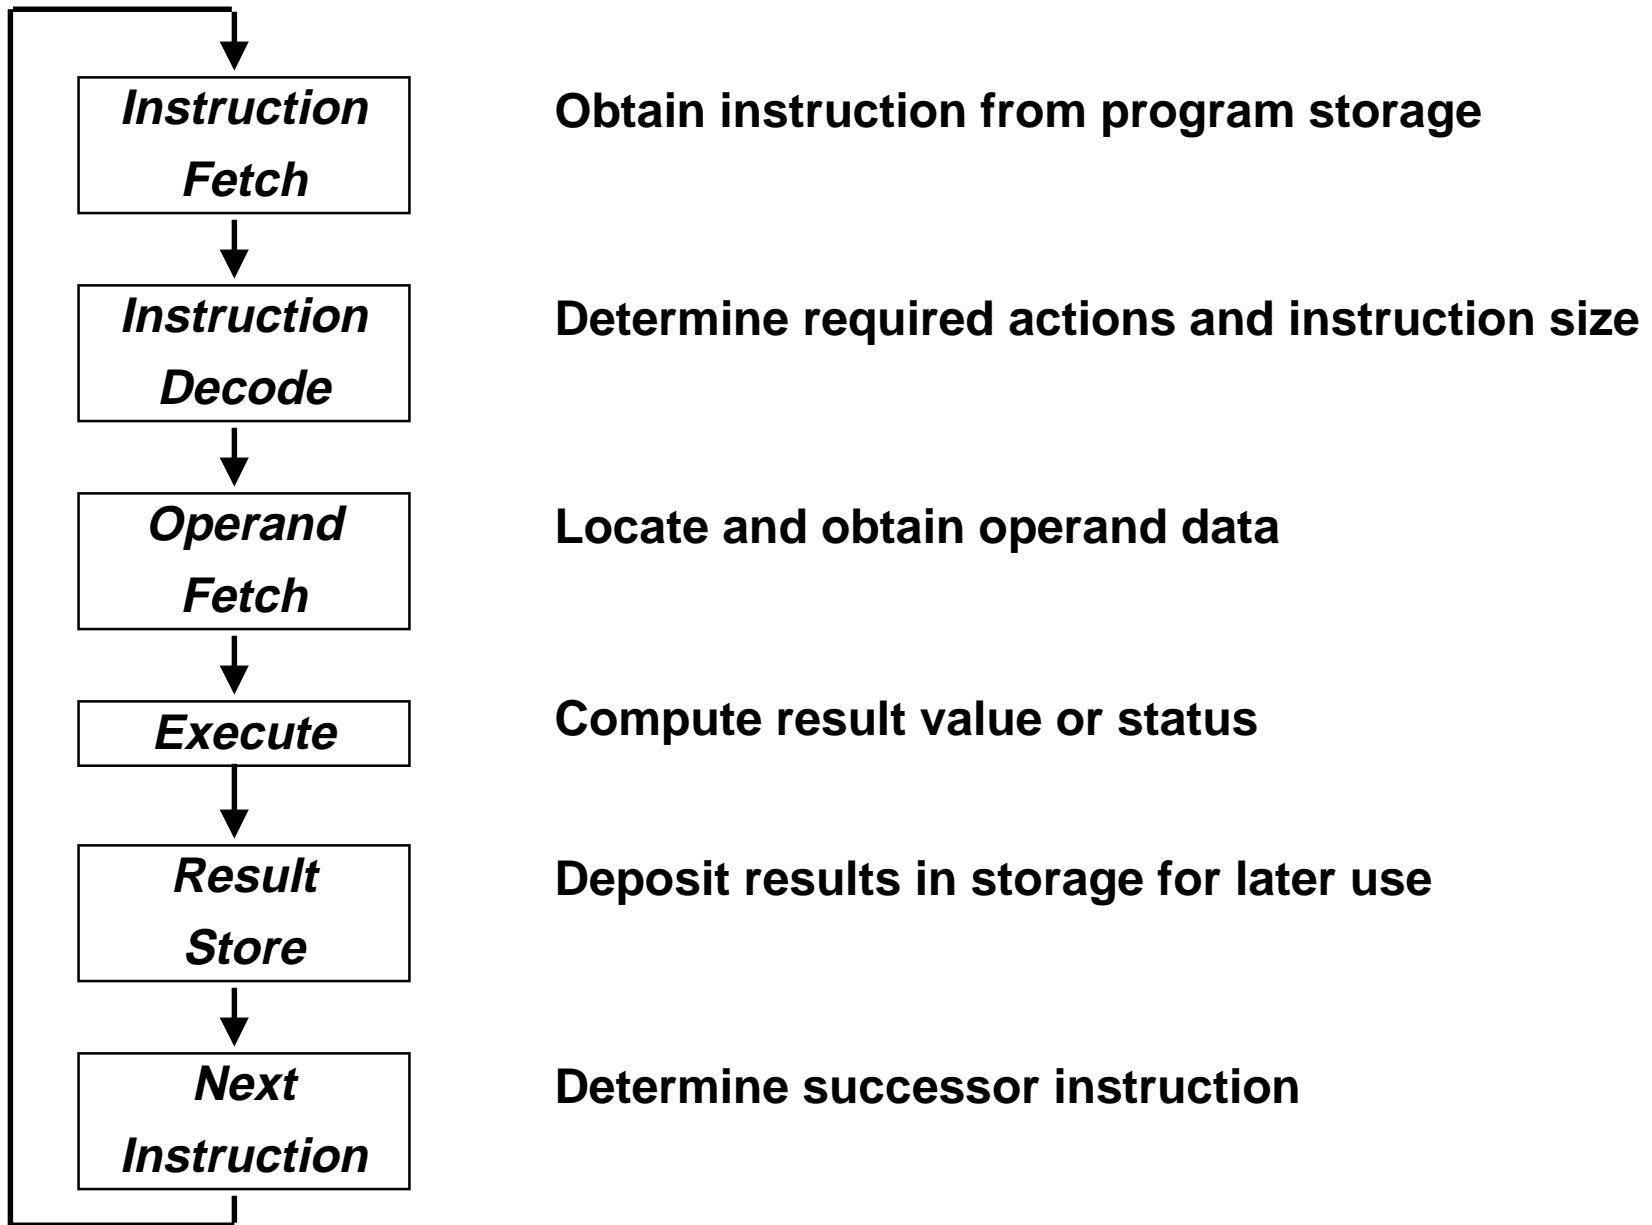 Instruction
Fetch
Obtain instruction from program storage
Instruction
Decode
Determine required actions and instruction size
Operand
Fetch
Locate and obtain operand data
Execute
Compute result value or status
Result
Store
Deposit results in storage for later use
Next
Instruction
Determine successor instruction